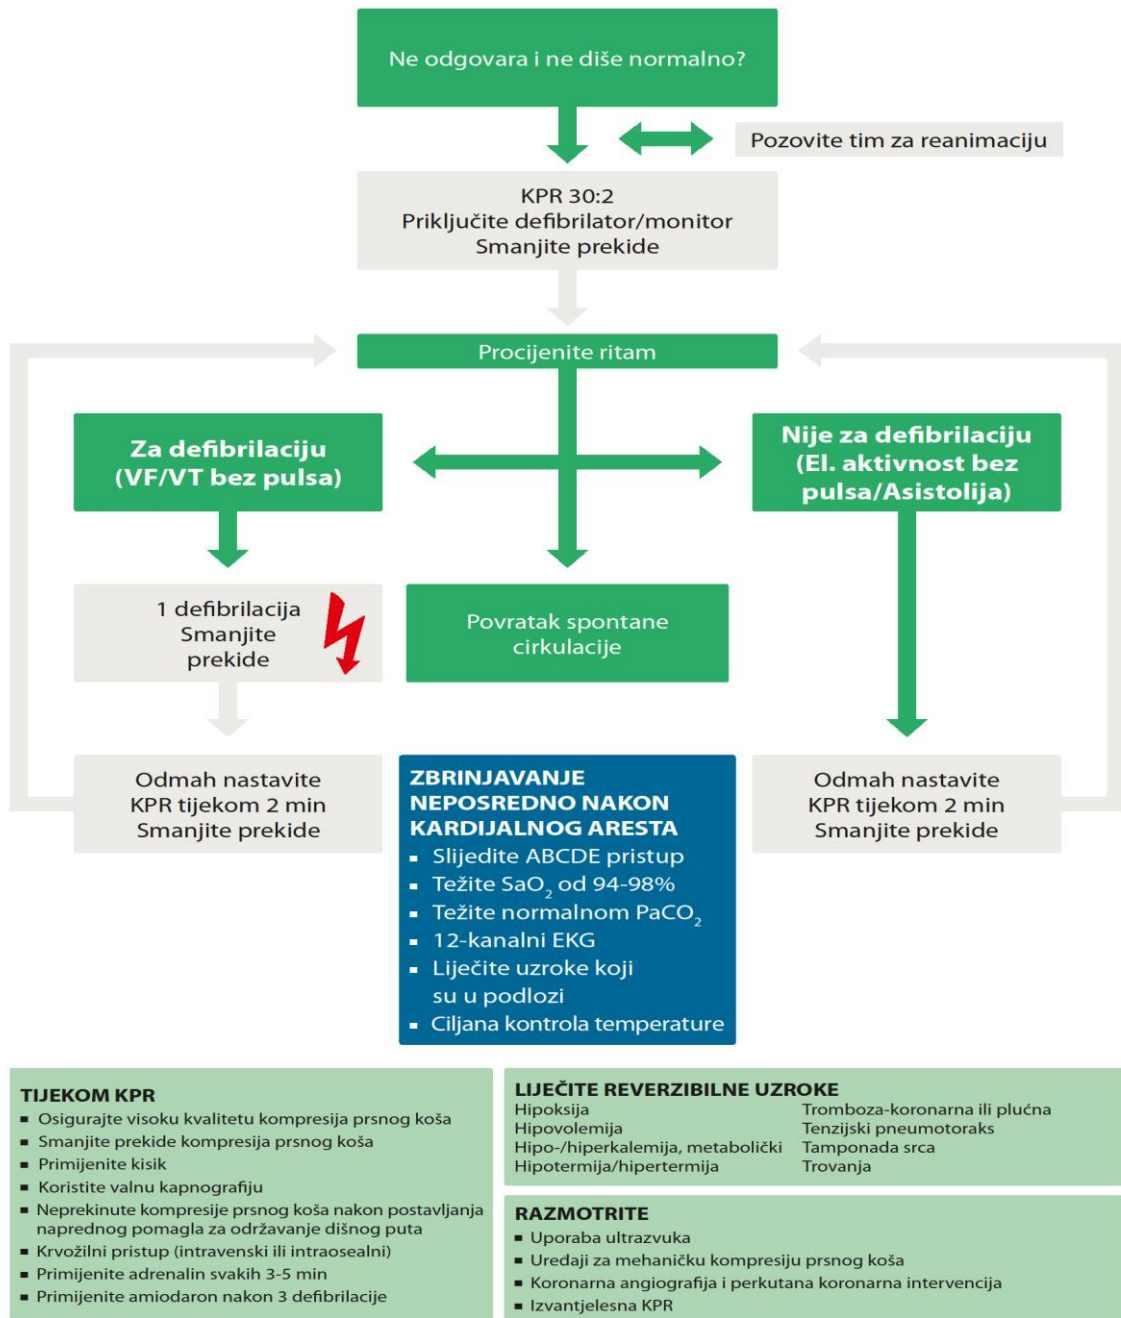 Ne odgovara i ne diše normalno?
Pozovite tim za reanimaciju
KPR 30:2
Priključite defibrilator/monitor
Smanjite prekide
Procijenite ritam
Za defibrilaciju
(VF/VT bez pulsa)
Nije za defibrilaciju
(El. aktivnost bez
pulsa/Asistolija)
1 defibrilacija
Smanjite
prekide
Povratak spontane
cirkulacije
Odmah nastavite
KPR tijekom 2 min
Smanjite prekide
ZBRINJAVANJE
NEPOSREDNO NAKON
KARDIJALNOG ARESTA
▪ Slijedite ABCDE pristup
▪ Težite SaO₂ od 94-98%
▪ Težite normalnom PaCO₂
▪ 12-kanalni EKG
▪ Liječite uzroke koji
su u podlozi
▪ Ciljana kontrola temperature
Odmah nastavite
KPR tijekom 2 min
Smanjite prekide
TIJEKOM KPR
▪ Osigurajte visoku kvalitetu kompresija prsnog koša
▪ Smanjite prekide kompresija prsnog koša
▪ Primijenite kisik
▪ Koristite valnu kapnografiju
▪ Neprekinute kompresije prsnog koša nakon postavljanja
naprednog pomagla za održavanje dišnog puta
▪ Krvožilni pristup (intravenski ili intraosealni)
▪ Primijenite adrenalin svakih 3-5 min
▪ Primijenite amiodaron nakon 3 defibrilacije
LIJEČITE REVERZIBILNE UZROKE
Hipoksija
Hipovolemija
Hipo-/hiperkalemija, metabolički
Hipotermija/hipertermija
Tromboza-koronarna ili plućna
Tenzijski pneumotoraks
Tamponada srca
Trovanja
RAZMOTRITE
▪ Uporaba ultrazvuka
▪ Uredaji za mehaničku kompresiju prsnog koša
▪ Koronarna angiografija i perkutana koronarna intervencija
▪ Izvantjelesna KPR